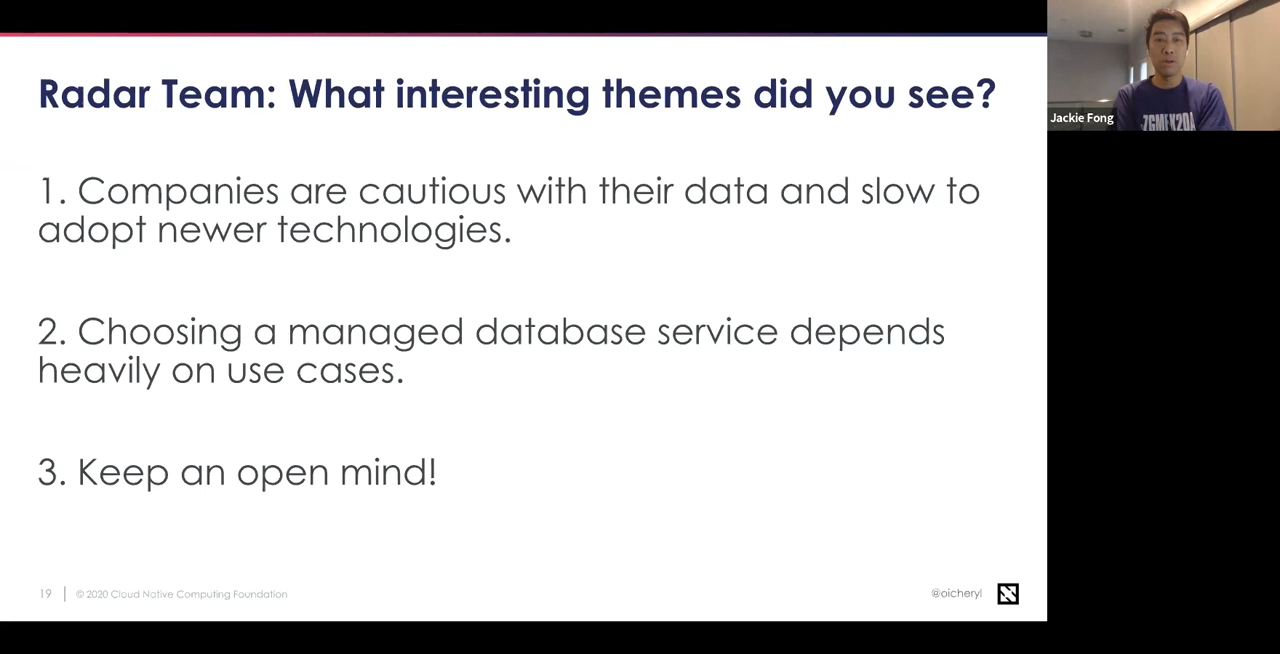 Radar Team: What interesting themes did you see?
Jackie Fong
1. Companies are cautious with their data and slow to
adopt newer technologies.
2. Choosing a managed database service depends
heavily on use cases.
3. Keep an open mind!
19
© 2020 Cloud Native Computing Foundation
@oicheryl